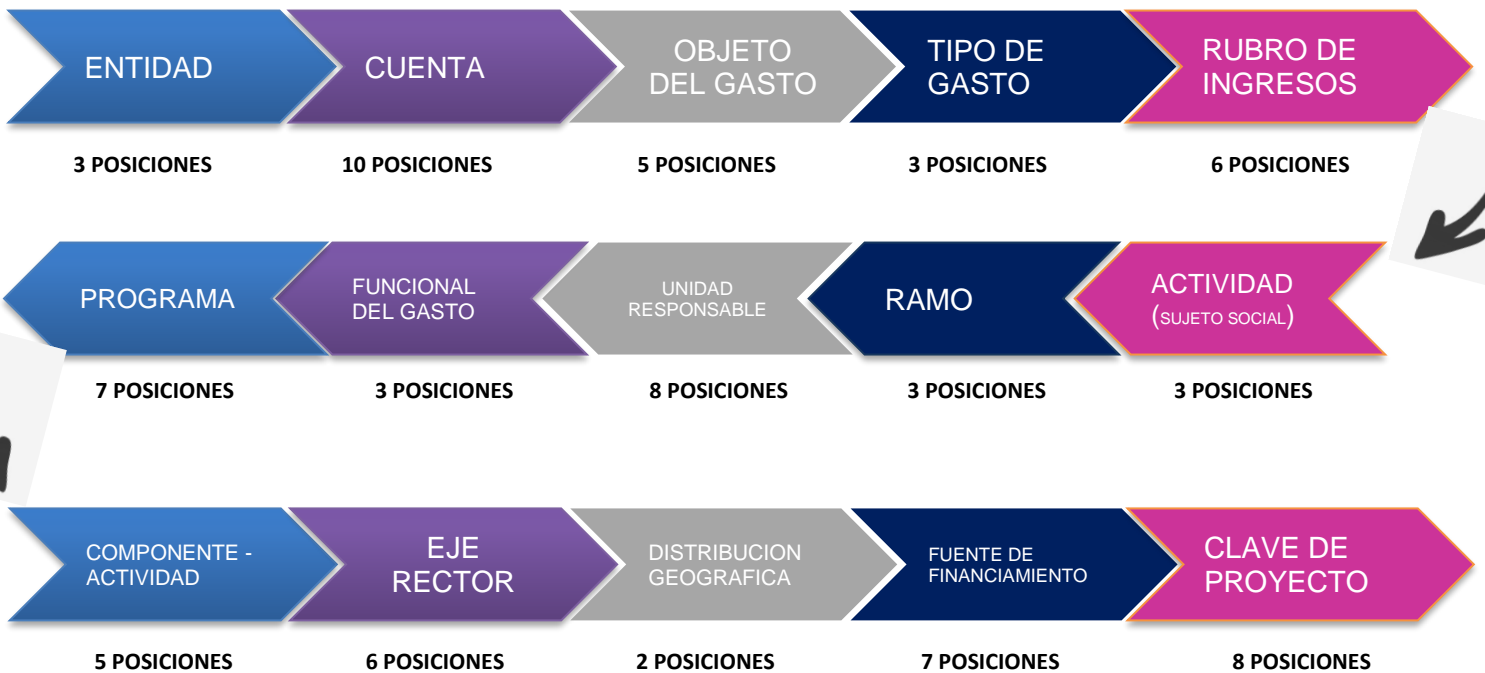 ENTIDAD
CUENTA
OBJETO
DEL GASTO
TIPO DE
GASTO
RUBRO DE
INGRESOS
3 POSICIONES
10 POSICIONES
5 POSICIONES
3 POSICIONES
6 POSICIONES
PROGRAMA
FUNCIONAL
DEL GASTO
UNIDAD
RESPONSABLE
RAMO
ACTIVIDAD
(SUJETO SOCIAL)
7 POSICIONES
3 POSICIONES
8 POSICIONES
3 POSICIONES
3 POSICIONES
COMPONENTE -
ACTIVIDAD
EJE
RECTOR
DISTRIBUCION
GEOGRAFICA
FUENTE DE
FINANCIAMIENTO
CLAVE DE
PROYECTO
5 POSICIONES
6 POSICIONES
2 POSICIONES
7 POSICIONES
8 POSICIONES